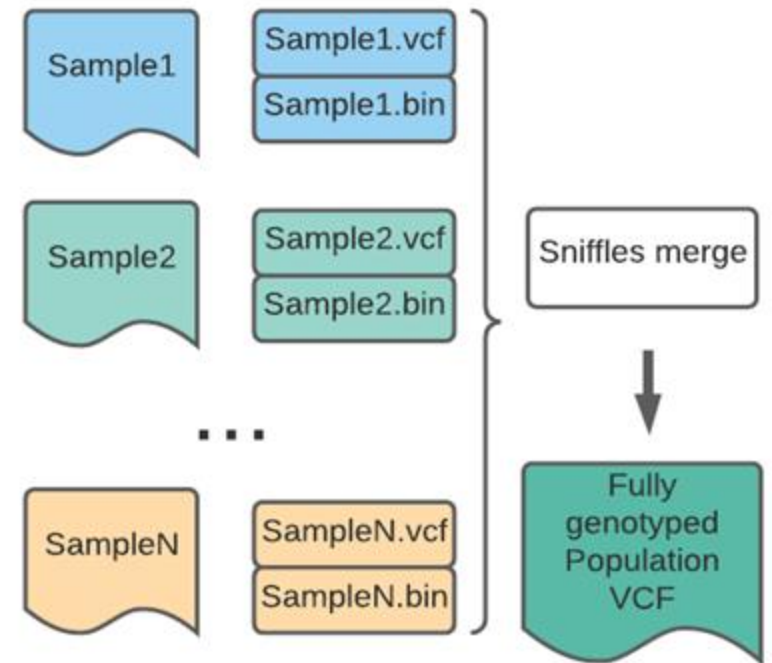 Sample1
Sample1.vcf
Sample1.bin
Sample2
Sample2.vcf
Sample2.bin
...
SampleN
SampleN.vcf
SampleN.bin
Sniffles merge
Fully
genotyped
Population
VCF